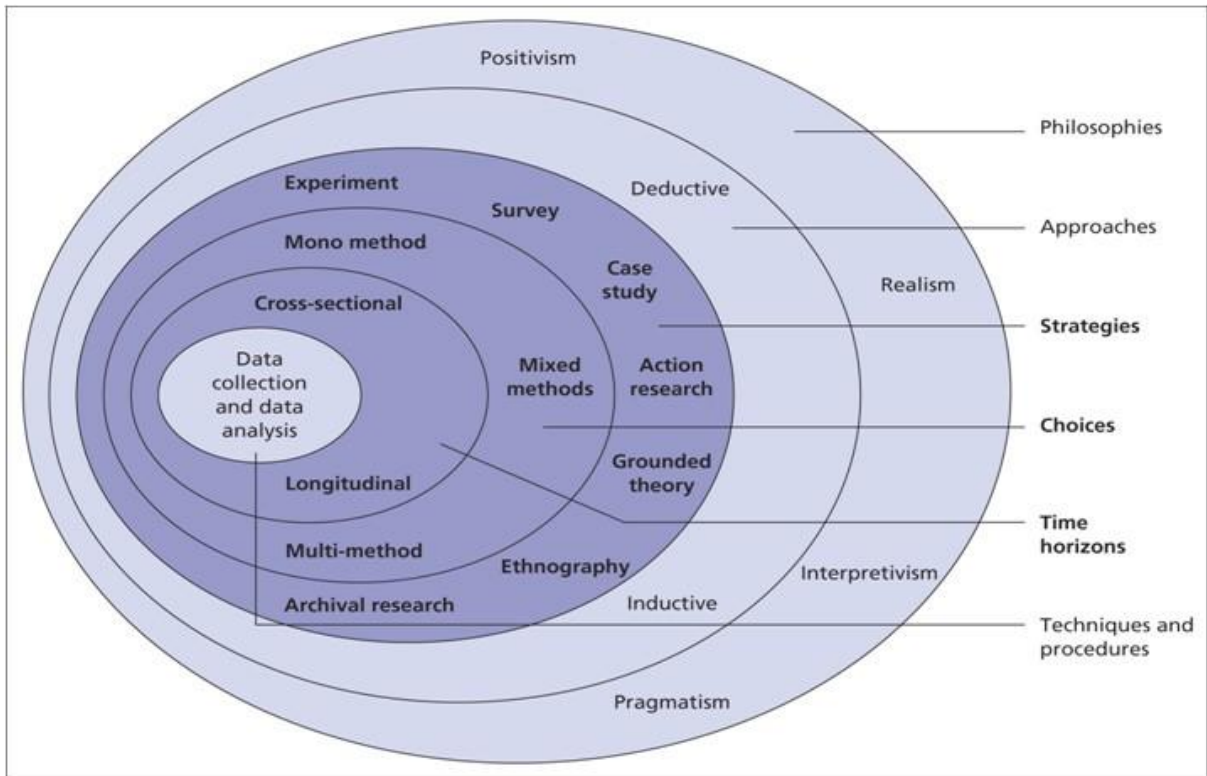 Positivism
Philosophies
Experiment
Deductive
Survey
Approaches
Mono method
Case
study
Realism
Cross-sectional
Strategies
Data
collection
and data
analysis
Mixed
methods
Action
research
Choices
Longitudinal
Grounded
theory
Time
horizons
Multi-method
Ethnography
Interpretivism
Archival research
Inductive
Techniques and
procedures
Pragmatism